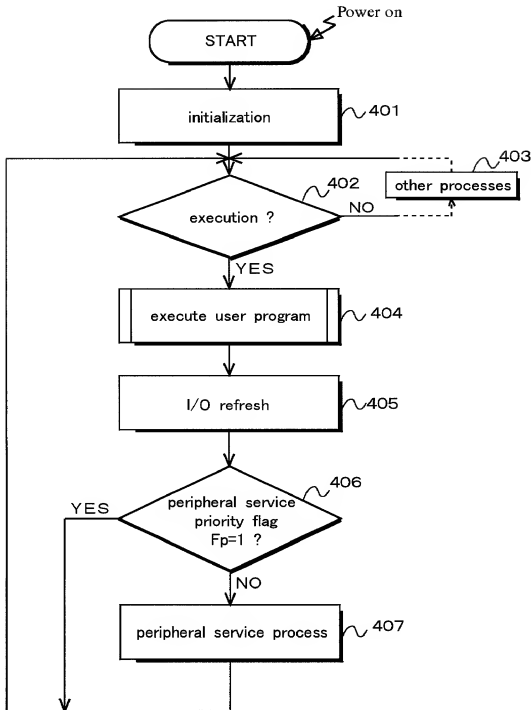 Power on
START
initialization
401
403
other processes
402
execution ?
NO
YES
execute user program
404
I/O refresh
405
406
peripheral service
priority flag
Fp=1 ?
YES
NO
peripheral service process
407